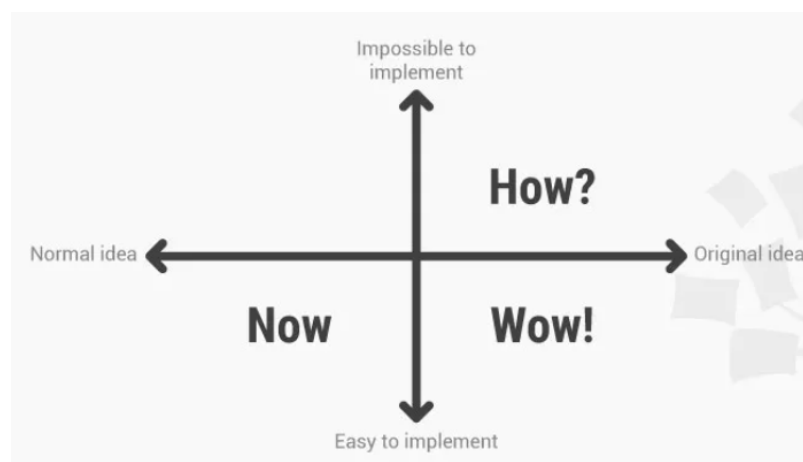 Impossible to
implement
How?
Normal idea
Original idea
Now
Wow!
Easy to implement